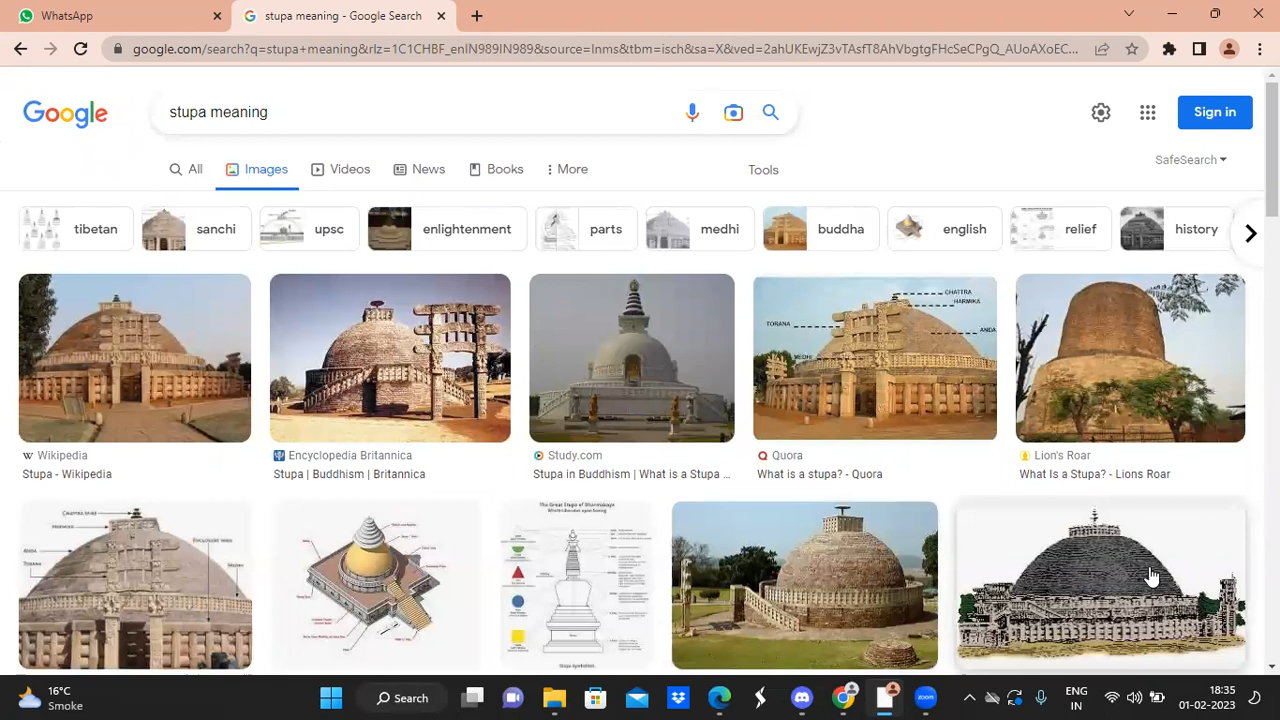 WhatsApp
stupa meaning - Google Search
google.com/search?q=stupa+meaning&rlz=1C1CHBF_enIN989IN989&source=lnms&tbm=isch&sa=X&ved=2ahUKEwjZ3vTAsfT8AhVbgtgFHcSeCPgQ_AUoAXoEC...
Google
stupa meaning
Sign in
All
Images
Videos
News
Books
More
Tools
SafeSearch
tibetan
sanchi
upsc
enlightenment
parts
medhi
buddha
english
relief
history
CHATTRA
HARMIKA
TORANA
ANDA
MEDHI
Wikipedia
Stupa - Wikipedia
Encyclopedia Britannica
Stupa | Buddhism | Britannica
Study.com
Stupa in Buddhism | What is a Stupa ...
Quora
What is a stupa? - Quora
Lion's Roar
What Is a Stupa? - Lions Roar
The Great Stupa of Dharmakaya
Stupa Symbolism.
16°C
Smoke
Search
zoom
ENG
IN
18:35
01-02-2023